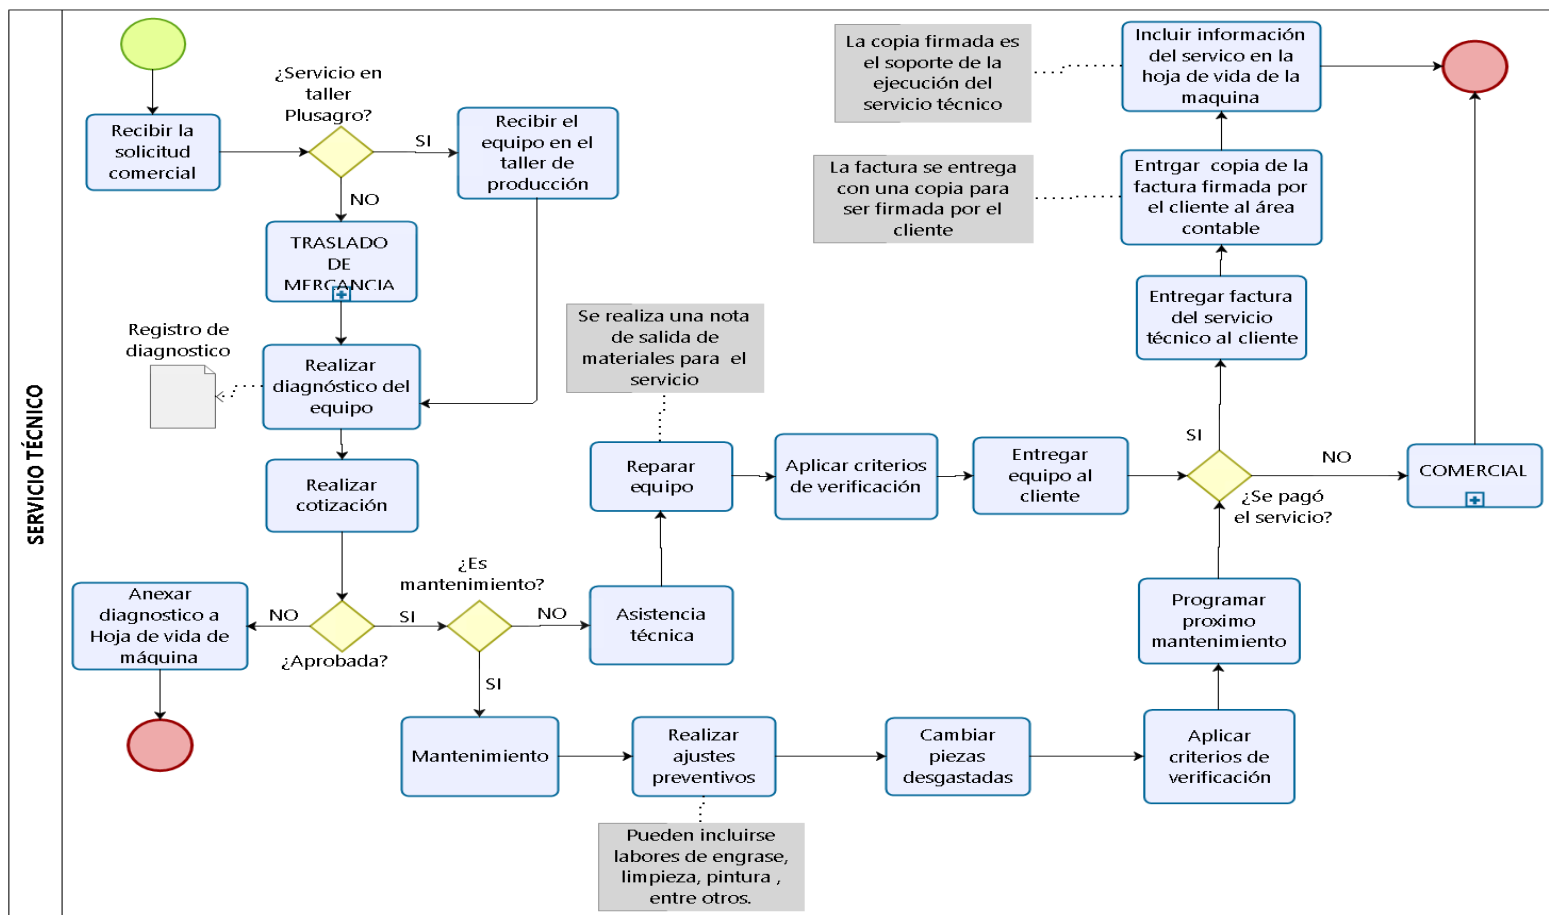 SERVICIO TÉCNICO
¿Servicio en
taller
Plusagro?
Recibir la
solicitud
comercial
SI
Recibir el
equipo en el
taller de
producción
NO
TRASLADO
DE
MERCANCIA
Registro de
diagnostico
Realizar
diagnóstico del
equipo
Realizar
cotización
Anexar
diagnostico a
Hoja de vida de
máquina
NO
¿Aprobada?
SI
¿Es
mantenimiento?
NO
SI
Asistencia
técnica
Reparar
equipo
Se realiza una nota
de salida de
materiales para el
servicio
Aplicar criterios
de verificación
Entregar
equipo al
cliente
Mantenimiento
Realizar
ajustes
preventivos
Pueden incluirse
labores de engrase,
limpieza, pintura ,
entre otros.
Cambiar
piezas
desgastadas
Aplicar
criterios de
verificación
Programar
proximo
mantenimiento
¿Se pagó
el servicio?
SI
NO
COMERCIAL
Entregar factura
del servicio
técnico al cliente
Entrgar copia de la
factura firmada por
el cliente al área
contable
La factura se entrega
con una copia para
ser firmada por el
cliente
Incluir información
del servico en la
hoja de vida de la
maquina
La copia firmada es
el soporte de la
ejecución del
servicio técnico